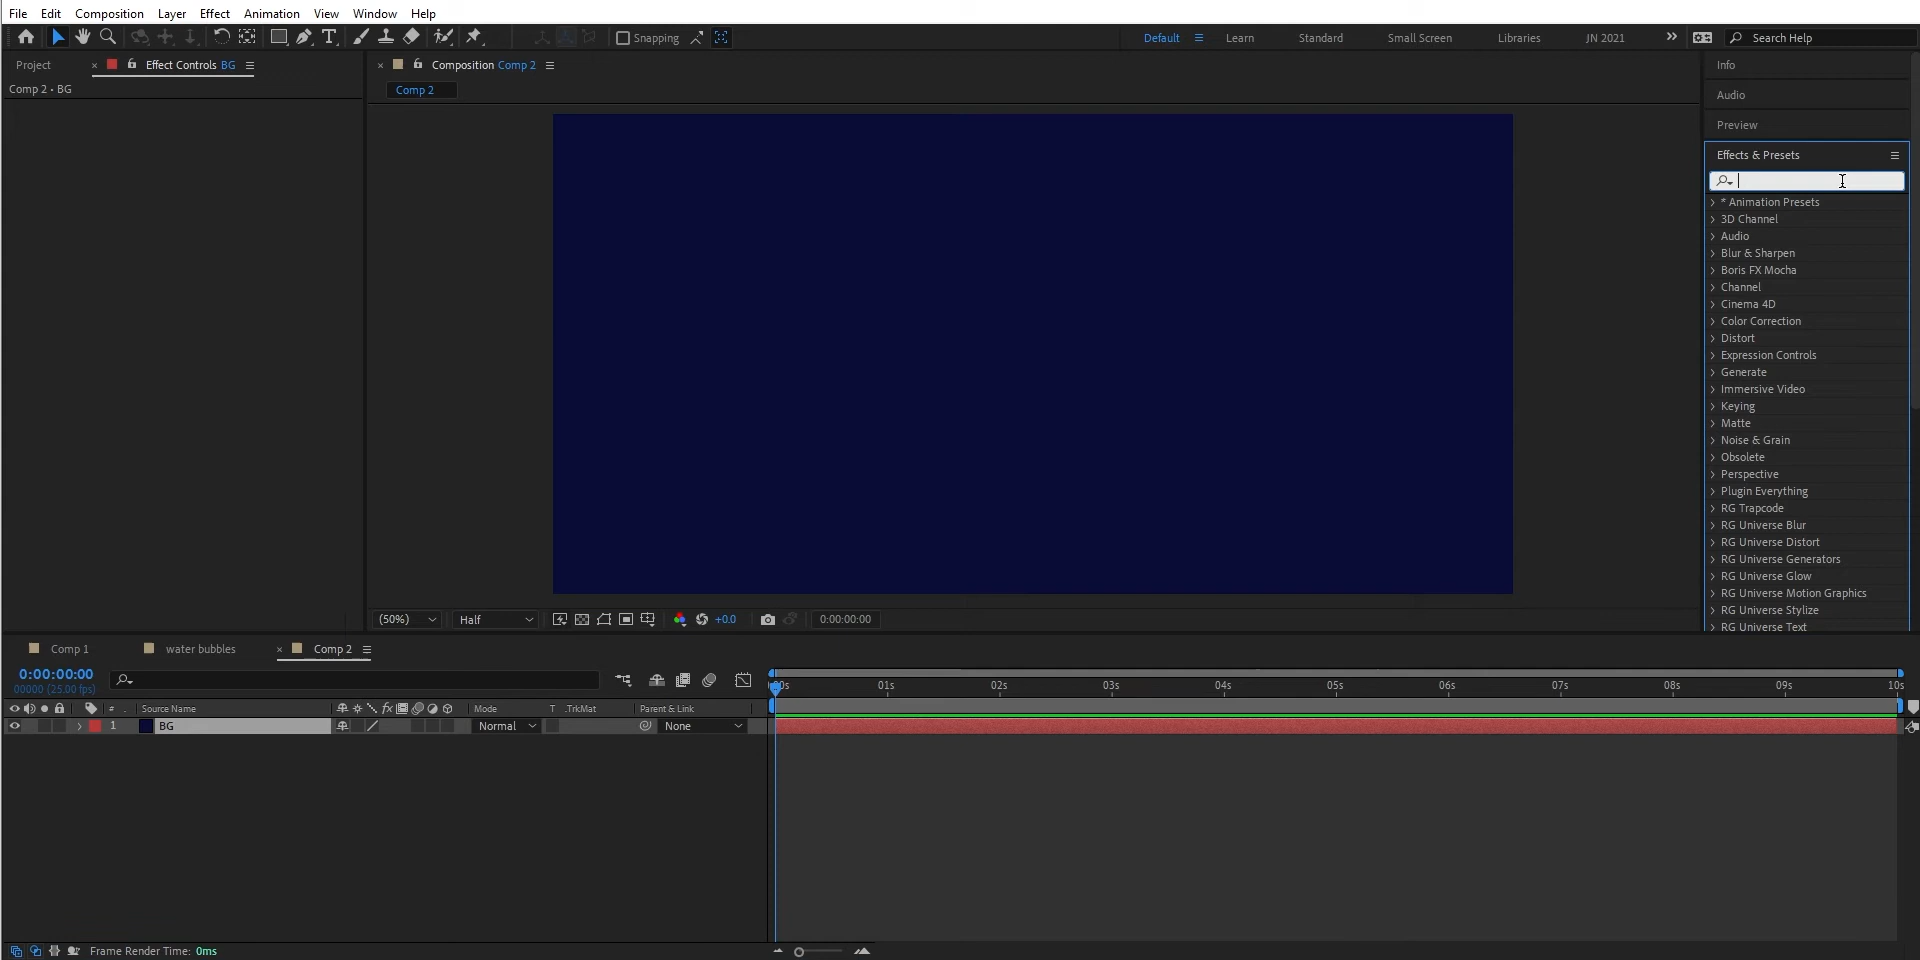 File Edit Composition Layer Effect Animation View Window Help
Snapping Default Learn Standard Small Screen Libraries JN 2021 Search Help
Project Effect Controls BG
Comp 2 • BG
Composition Comp 2
Comp 2
Info
Audio
Preview
Effects & Presets
* Animation Presets
3D Channel
Audio
Blur & Sharpen
Boris FX Mocha
Channel
Cinema 4D
Color Correction
Distort
Expression Controls
Generate
Immersive Video
Keying
Matte
Noise & Grain
Obsolete
Perspective
Plugin Everything
RG Trapcode
RG Universe Blur
RG Universe Distort
RG Universe Generators
RG Universe Glow
RG Universe Motion Graphics
RG Universe Stylize
RG Universe Text
(50%) Half +0.0 0:00:00:00
Comp 1 water bubbles Comp 2
0:00:00:00
00000 (25.00 fps)
00s 01s 02s 03s 04s 05s 06s 07s 08s 09s 10s
# Source Name fx Mode T .TrkMat Parent & Link
1 BG Normal None
Frame Render Time: 0ms